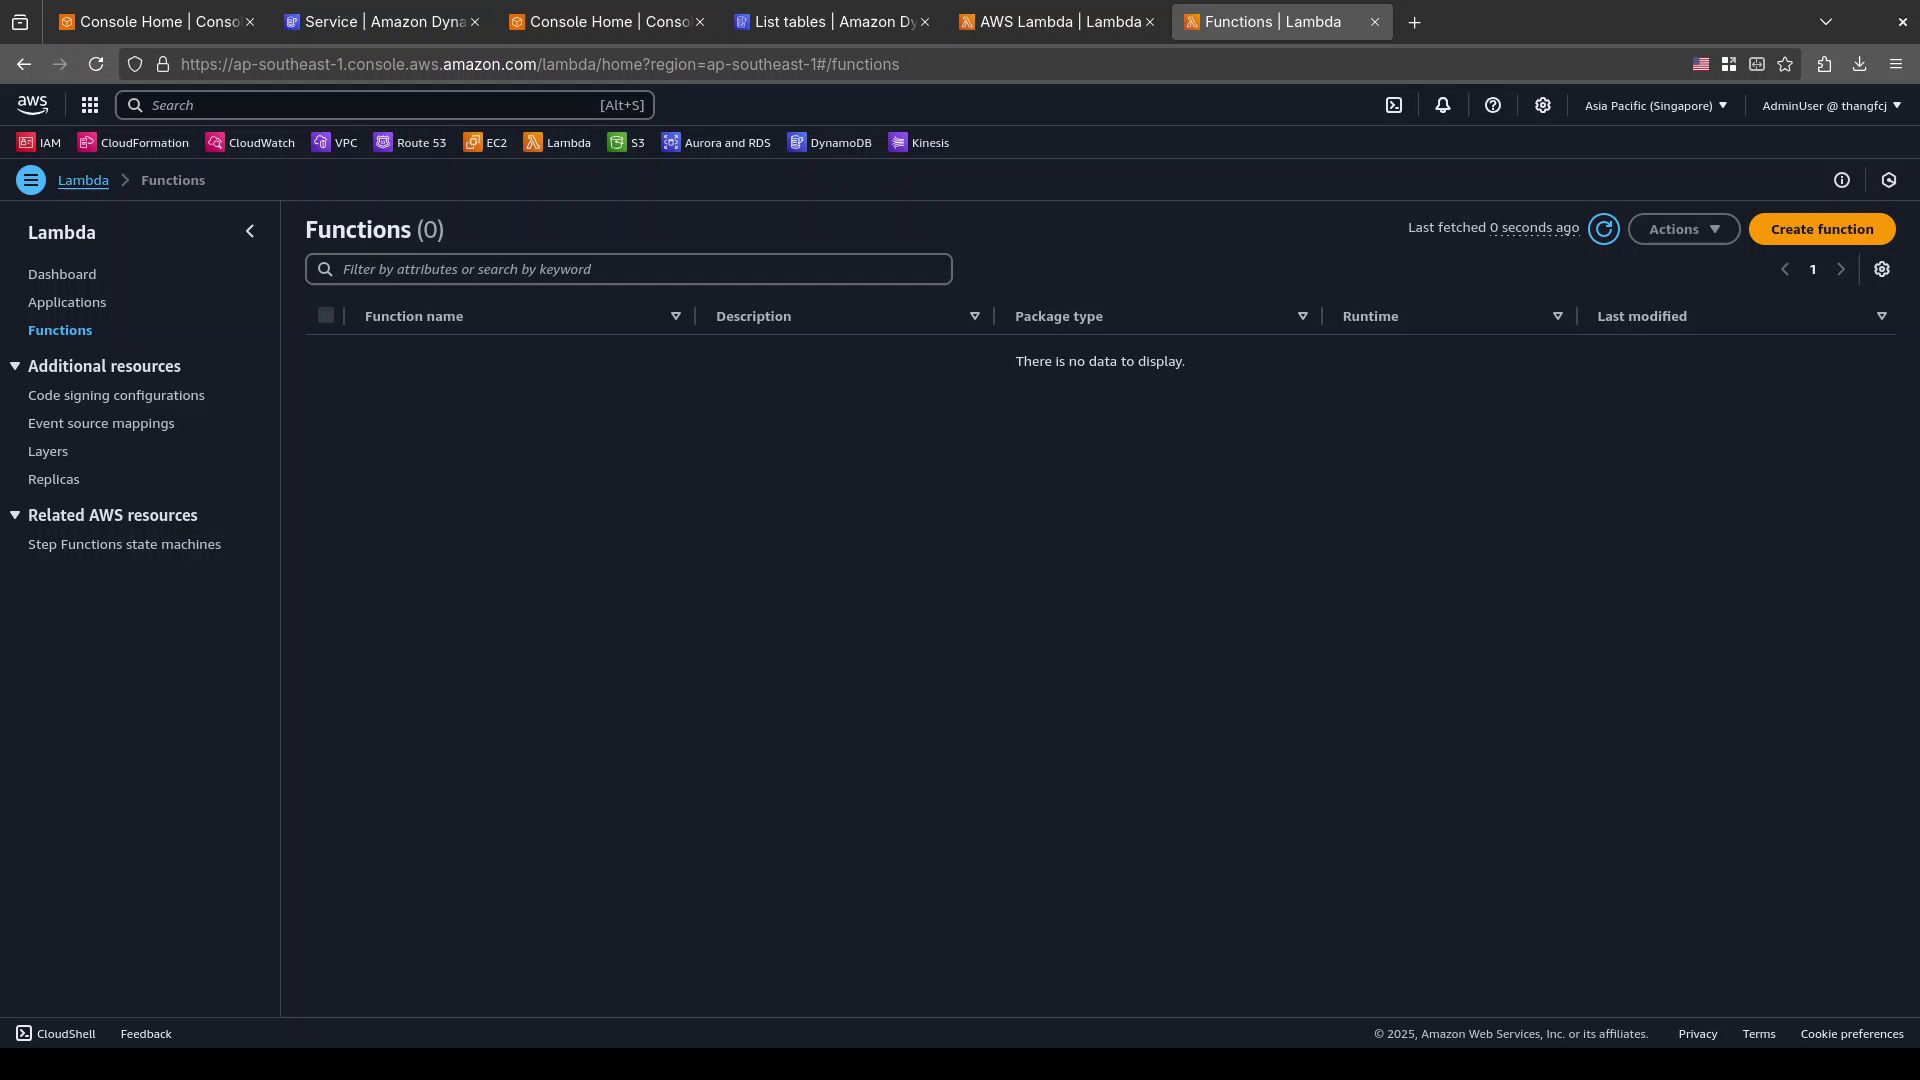 Console Home | Conso
Service | Amazon Dyna
Console Home | Conso
List tables | Amazon Dy
AWS Lambda | Lambda
Functions | Lambda
https://ap-southeast-1.console.aws.amazon.com/lambda/home?region=ap-southeast-1#/functions
aws
Search
[Alt+S]
Asia Pacific (Singapore)
AdminUser @ thangfcj
IAM
CloudFormation
CloudWatch
VPC
Route 53
EC2
Lambda
S3
Aurora and RDS
DynamoDB
Kinesis
Lambda
Functions
Lambda
Dashboard
Applications
Functions
Additional resources
Code signing configurations
Event source mappings
Layers
Replicas
Related AWS resources
Step Functions state machines
Functions (0)
Last fetched 0 seconds ago
Actions
Create function
Filter by attributes or search by keyword
1
Function name
Description
Package type
Runtime
Last modified
There is no data to display.
CloudShell
Feedback
© 2025, Amazon Web Services, Inc. or its affiliates.
Privacy
Terms
Cookie preferences